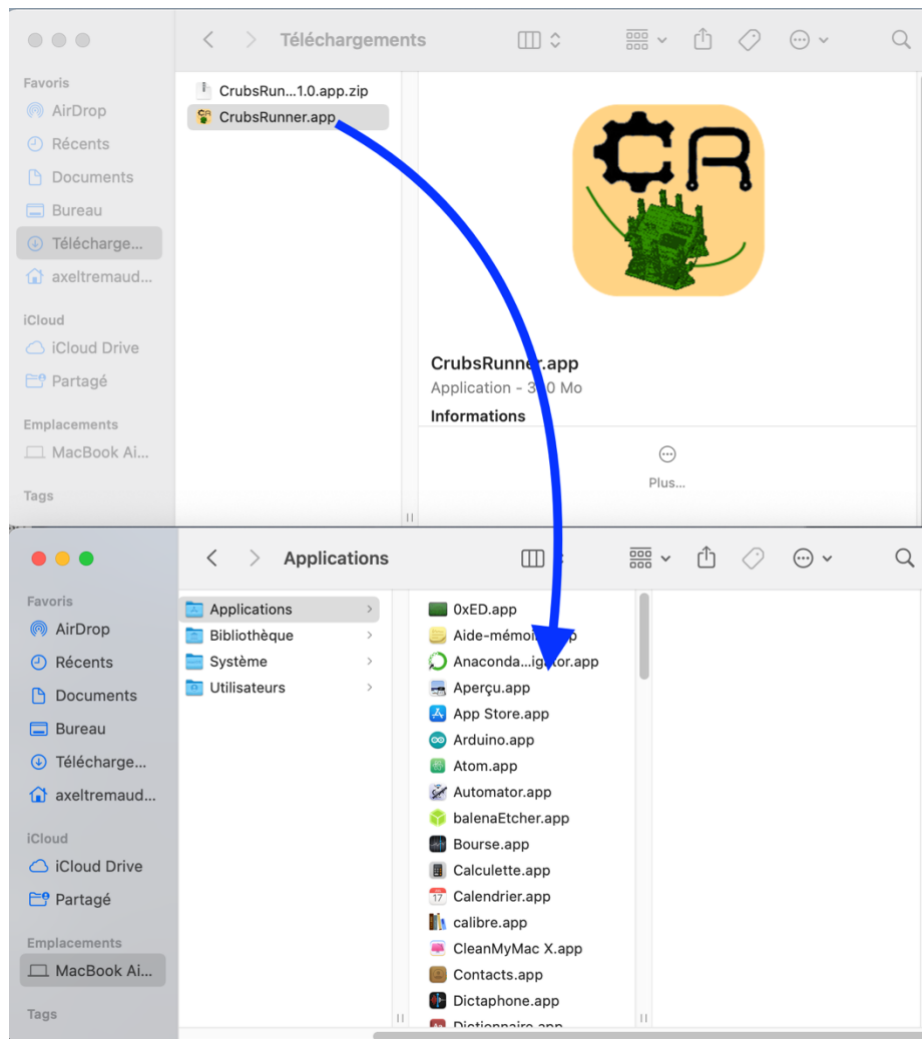 Téléchargements
Favoris
AirDrop
Récents
Documents
Bureau
Télécharge...
axeltremaud...
iCloud
iCloud Drive
Partagé
Emplacements
MacBook Ai...
Tags
CrubsRun...1.0.app.zip
CrubsRunner.app
CR
CrubsRunner.app
Application - 3 0 Mo
Informations
Plus...
Applications
Favoris
AirDrop
Récents
Documents
Bureau
Télécharge...
axeltremaud...
iCloud
iCloud Drive
Partagé
Emplacements
MacBook Ai...
Tags
Applications
Bibliothèque
Système
Utilisateurs
0xED.app
Aide-mémoi
Anaconda...ig
Aperçu.app
App Store.app
Arduino.app
Atom.app
Automator.app
balenaEtcher.app
Bourse.app
Calculette.app
Calendrier.app
calibre.app
CleanMyMac X.app
Contacts.app
Dictaphone.app
Dictionnaire.app